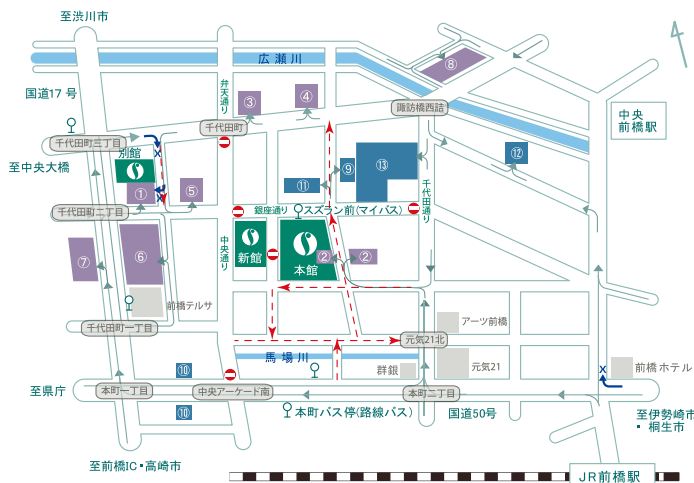 至渋川市
広瀬川
⑧
国道17号
弁天通り
③
④
諏訪橋西詰
中央
前橋駅
千代田町
千代田町三丁目
別館
至中央大橋
①
⑤
⑨
⑬
⑪
⑫
千代田通り
千代田町二丁目
銀座通り
スズラン前(マイバス)
⑦
⑥
中央通り
新館
本館
②
②
前橋テルサ
千代田町一丁目
アーツ前橋
元気21北
馬場川
群銀
元気21
前橋ホテル
⑩
至県庁
本町一丁目
中央アーケード南
本町二丁目
⑩
本町バス停(路線バス)
国道50号
至伊勢崎市
・桐生市
至前橋IC・高崎市
JR前橋駅
X
X
X